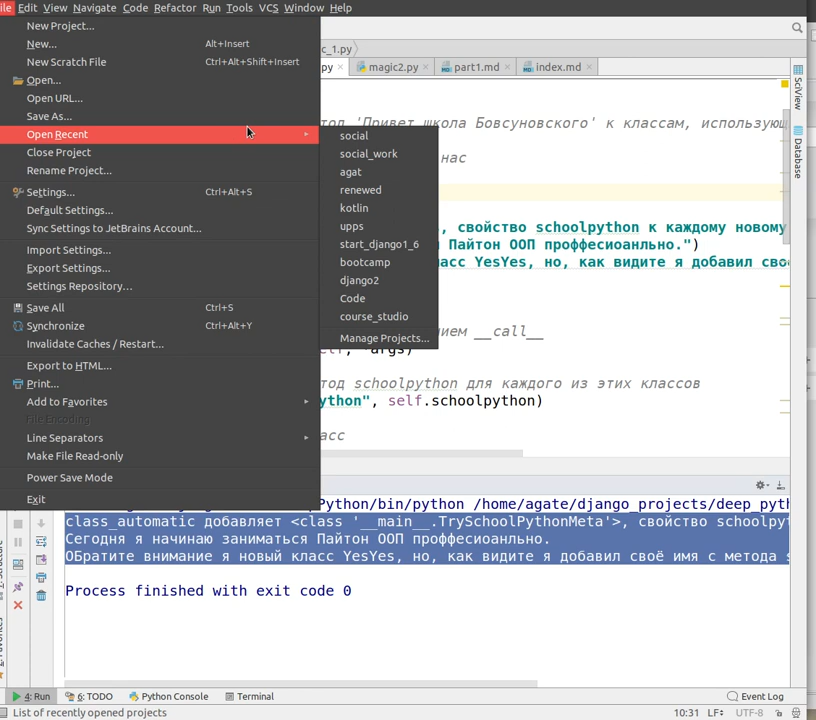 ile Edit View Navigate Code Refactor Run Tools VCS Window Help
New Project...
New... Alt+Insert
c_1.py
New Scratch File Ctrl+Alt+Shift+Insert
py magic2.py part1.md index.md
Open...
Open URL...
Save As...
тод 'Привет школа Бовсуновского' к классам, использующ
Open Recent
social
Close Project
social_work
нас
Rename Project...
agat
Settings... Ctrl+Alt+S
renewed
Default Settings...
kotlin
Sync Settings to JetBrains Account...
upps
, свойство schoolpython к каждому новому
Import Settings...
start_django1_6
Пайтон ООП проффесиоанльно.")
Export Settings...
bootcamp
ласс YesYes, но, как видите я добавил сво
Settings Repository...
django2
Save All Ctrl+S
Code
Synchronize Ctrl+Alt+Y
course_studio
Invalidate Caches / Restart...
Manage Projects...
ием __call__
args)
Export to HTML...
Print...
тод schoolpython для каждого из этих классов
Add to Favorites
ython", self.schoolpython)
File Encoding
Line Separators
асс
Make File Read-only
Power Save Mode
Exit
SciView
Database
Python/bin/python /home/agate/django_projects/deep_pyth
class_automatic добавляет <class '__main__.TrySchoolPythonMeta'>, свойство schoolpyt
Сегодня я начинаю заниматься Пайтон ООП проффесиоанльно.
ОБратите внимание я новый класс YesYes, но, как видите я добавил своё имя с метода s
Process finished with exit code 0
4: Run 6: TODO Python Console Terminal Event Log
List of recently opened projects 10:31 LF÷ UTF-8